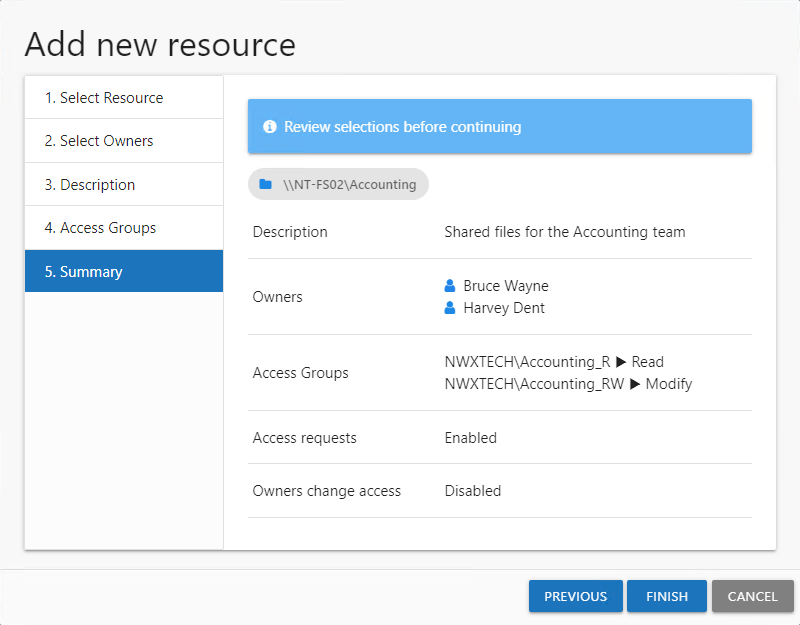 Add new resource
1. Select Resource
2. Select Owners
3. Description
4. Access Groups
5. Summary
Review selections before continuing
\\NT-FS02\Accounting
Description Shared files for the Accounting team
Owners
Bruce Wayne
Harvey Dent
Access Groups
NWXTECH\Accounting_R ▶ Read
NWXTECH\Accounting_RW ▶ Modify
Access requests Enabled
Owners change access Disabled
PREVIOUS FINISH CANCEL